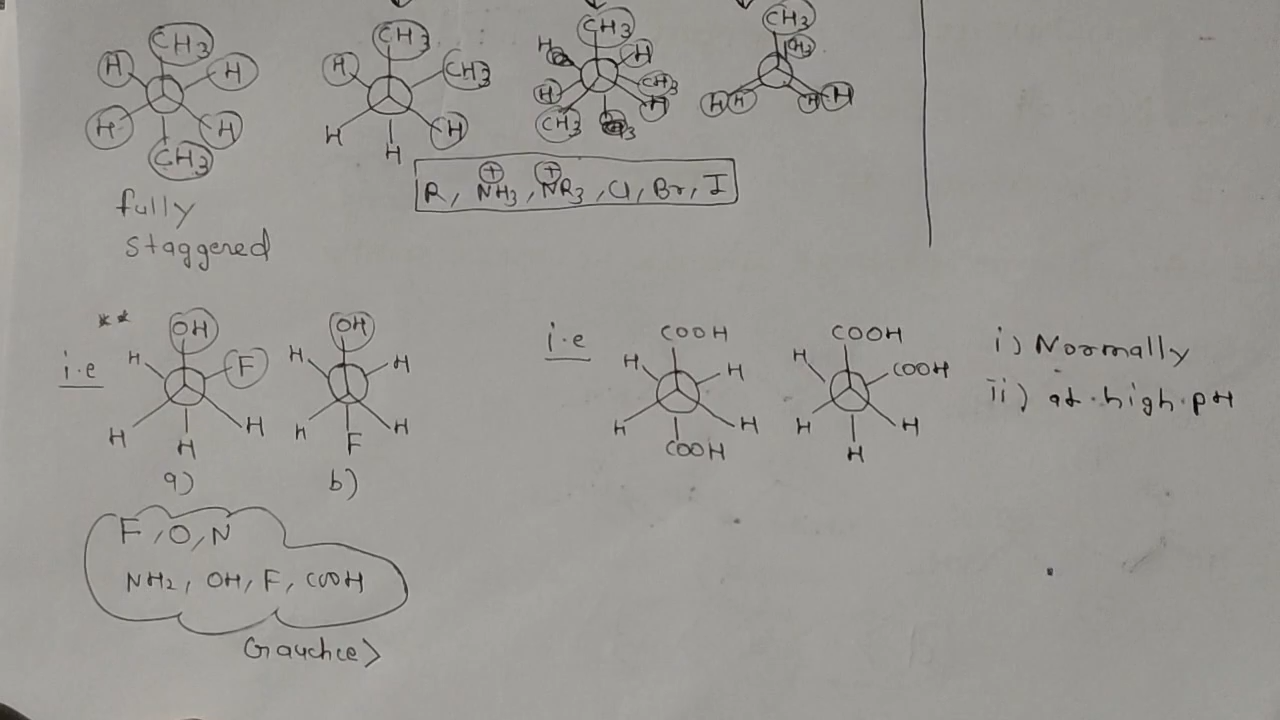 CH3 H H H H CH3
CH3 H CH3 H H H
CH3 H H CH3 H H CH3
CH3 H H H H
R, ⊕NH3, ⊕NR3, Cl, Br, I
fully
staggered
**
i.e
OH H F H H H
a)
OH H H H H F
b)
i.e
COOH H H H H COOH
COOH H COOH H H H
i) Normally
ii) at high pH
F, O, N
NH2, OH, F, COOH
Gauchce >